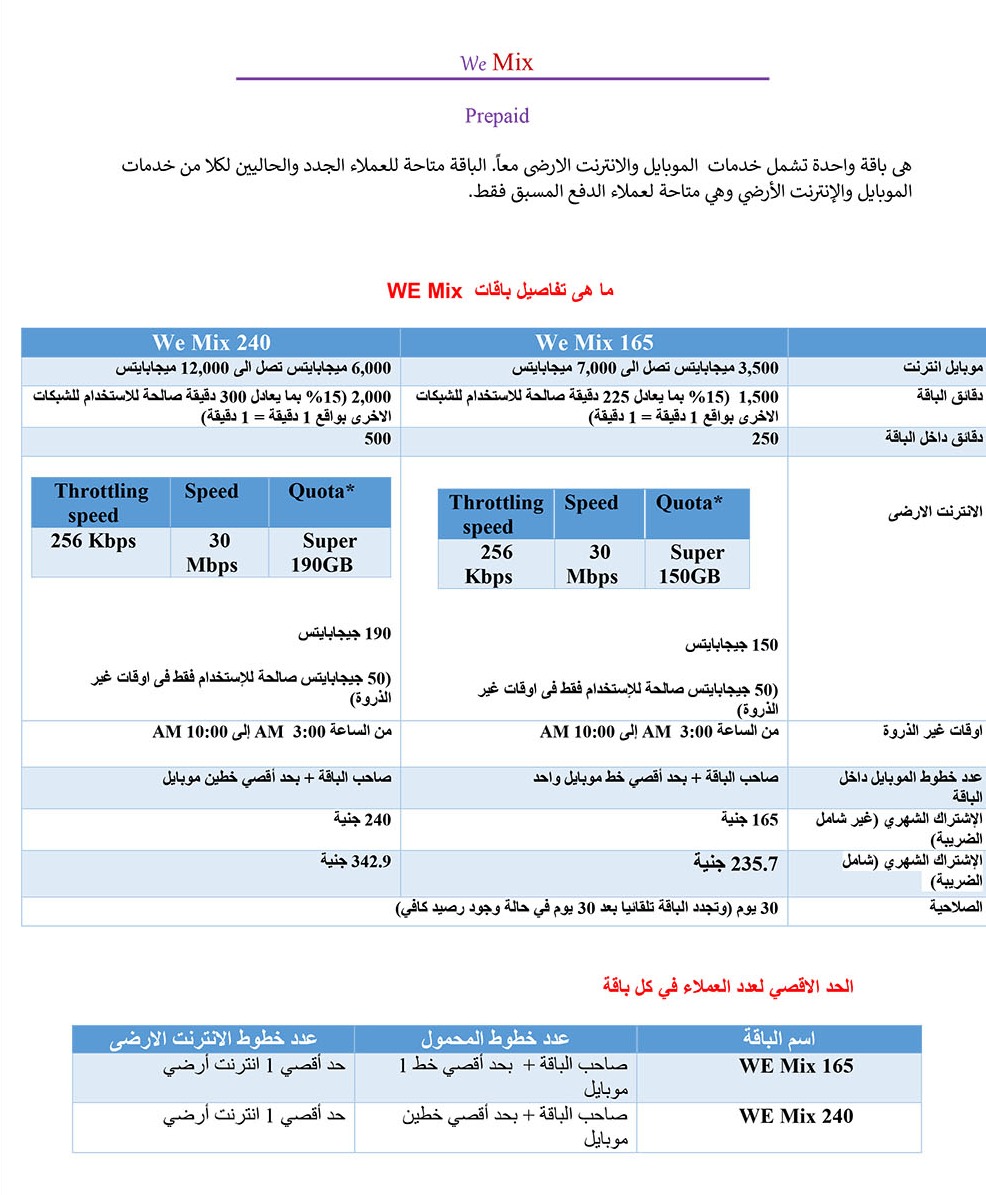 We Mix
Prepaid
هى باقة واحدة تشمل خدمات الموبايل والانترنت الارضى معاً. الباقة متاحة للعملاء الجدد والحاليين لكلا من خدمات
الموبايل والإنترنت الأرضي وهي متاحة لعملاء الدفع المسبق فقط.
ما هى تفاصيل باقات WE Mix
We Mix 165
We Mix 240
موبايل انترنت
3,500 ميجابايتس تصل الى 7,000 ميجابايتس
6,000 ميجابايتس تصل الى 12,000 ميجابايتس
دقائق الباقة
1,500 (15% بما يعادل 225 دقيقة صالحة للاستخدام للشبكات
الاخرى بواقع 1 دقيقة = 1 دقيقة)
2,000 (15% بما يعادل 300 دقيقة صالحة للاستخدام للشبكات
الاخرى بواقع 1 دقيقة = 1 دقيقة)
دقائق داخل الباقة
250
500
الانترنت الارضى
Throttling speed
Speed
Quota*
256 Kbps
30 Mbps
Super 150GB
150 جيجابايتس
(50 جيجابايتس صالحة للإستخدام فقط فى اوقات غير
الذروة)
Throttling speed
Speed
Quota*
256 Kbps
30 Mbps
Super 190GB
190 جيجابايتس
(50 جيجابايتس صالحة للإستخدام فقط فى اوقات غير
الذروة)
اوقات غير الذروة
من الساعة 3:00 AM إلى 10:00 AM
من الساعة 3:00 AM إلى 10:00 AM
عدد خطوط الموبايل داخل
الباقة
صاحب الباقة + بحد أقصي خط موبايل واحد
صاحب الباقة + بحد أقصي خطين موبايل
الإشتراك الشهري (غير شامل
الضريبة)
165 جنية
240 جنية
الإشتراك الشهري (شامل
الضريبة)
235.7 جنية
342.9 جنية
الصلاحية
30 يوم (وتجدد الباقة تلقائيا بعد 30 يوم في حالة وجود رصيد كافي)
الحد الاقصي لعدد العملاء في كل باقة
اسم الباقة
عدد خطوط المحمول
عدد خطوط الانترنت الارضى
WE Mix 165
صاحب الباقة + بحد أقصي خط 1
موبايل
حد أقصي 1 انترنت أرضي
WE Mix 240
صاحب الباقة + بحد أقصي خطين
موبايل
حد أقصي 1 انترنت أرضي